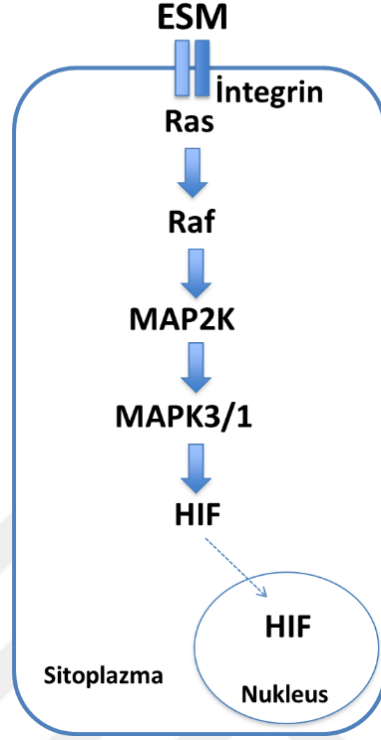 ESM
İntegrin
Ras
Raf
MAP2K
MAPK3/1
HIF
HIF
Sitoplazma
Nukleus